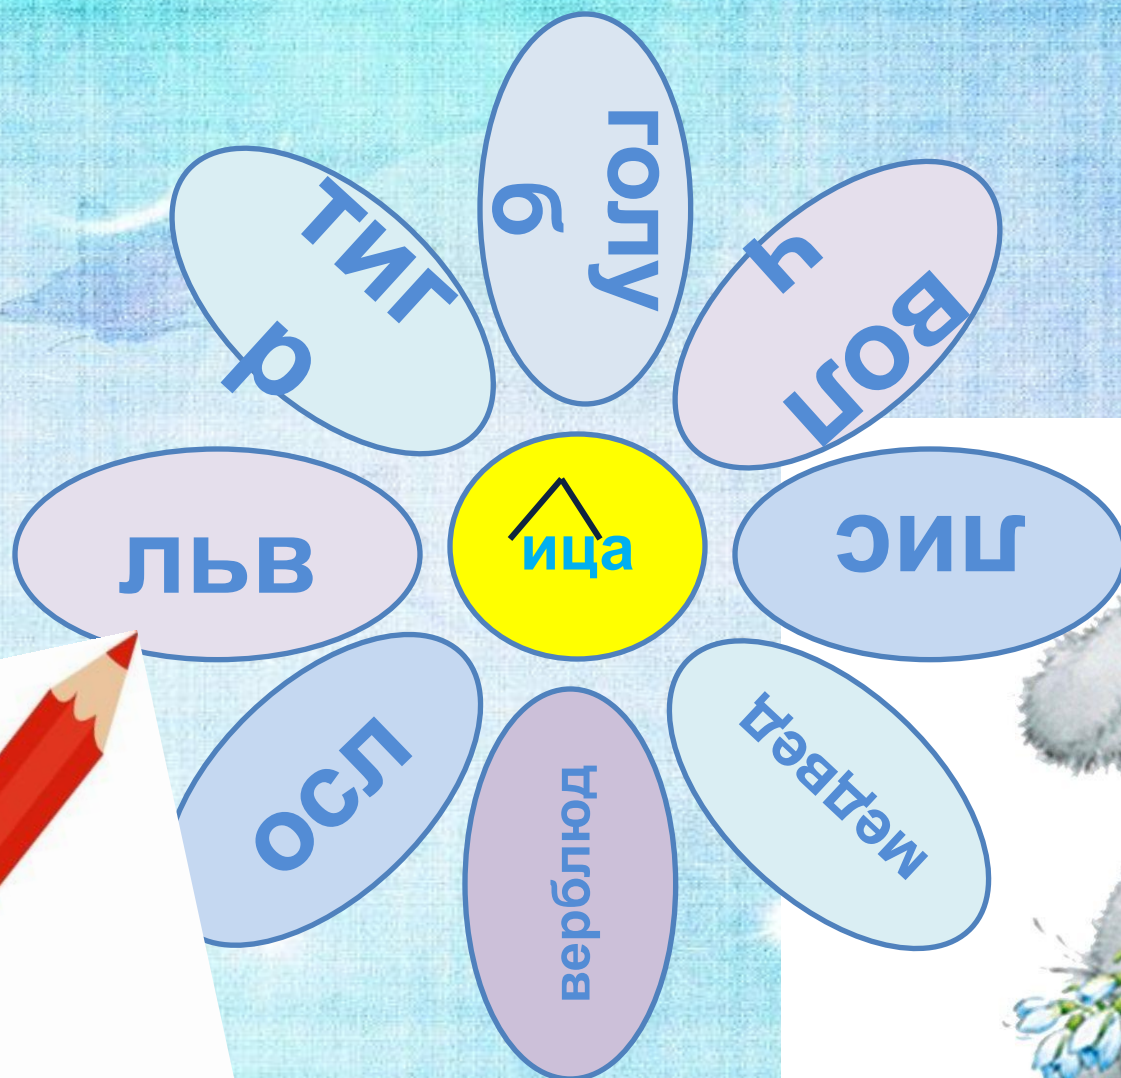 голу
б
вол
ч
лис
медвед
верблюд
осл
льв
тиг
р
ица